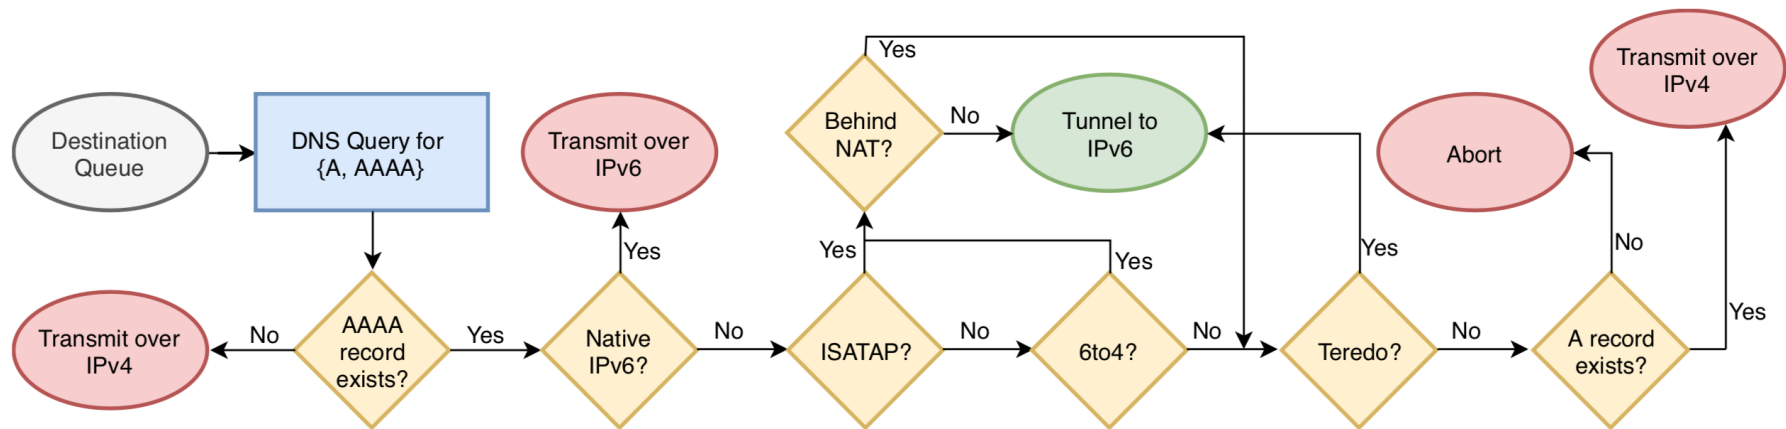 Destination
Queue
DNS Query for
{A, AAAA}
AAAA
record
exists?
No
Transmit over
IPv4
Yes
Native
IPv6?
Yes
Transmit over
IPv6
No
ISATAP?
Yes
Behind
NAT?
Yes
No
Tunnel to
IPv6
No
6to4?
Yes
No
Teredo?
Yes
No
A record
exists?
No
Abort
Yes
Transmit over
IPv4